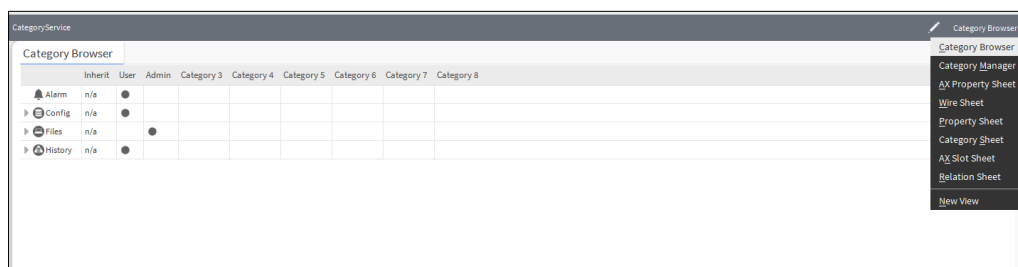 CategoryService
Category Browser
Category Browser
Inherit User Admin Category 3 Category 4 Category 5 Category 6 Category 7 Category 8
Alarm n/a
Config n/a
Files n/a
History n/a
Category Browser
Category Manager
AX Property Sheet
Wire Sheet
Property Sheet
Category Sheet
AX Slot Sheet
Relation Sheet
New View